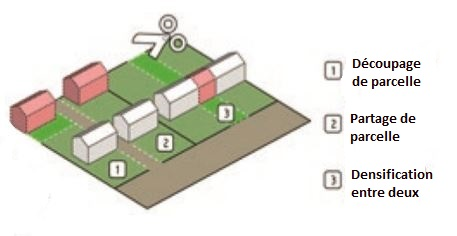 1 Découpage
de parcelle
2 Partage de
parcelle
3 Densification
entre deux
1
2
3